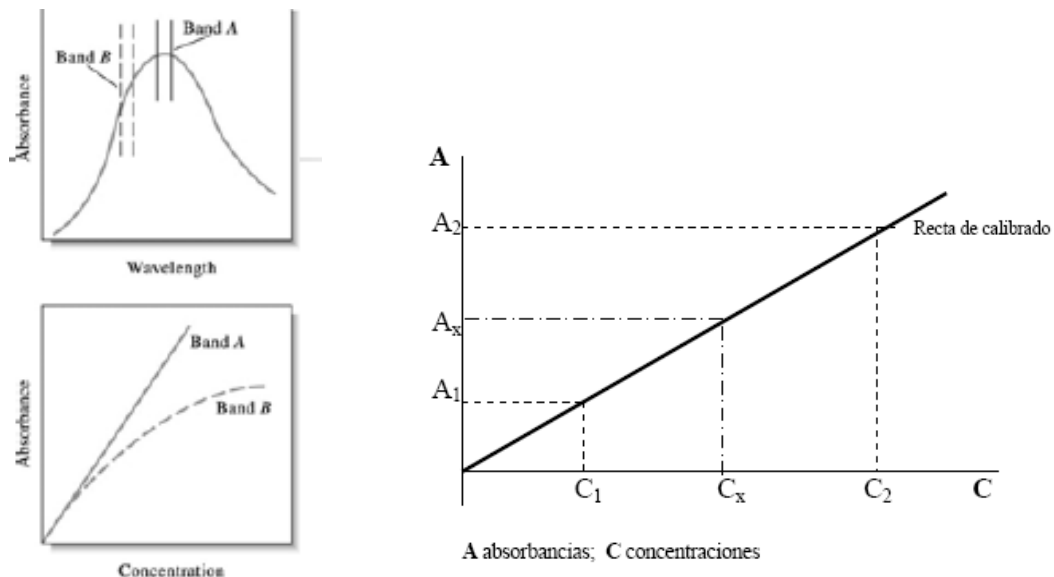 Band A
Band B
Absorbance
Wavelength
Band A
Band B
Absorbance
Concentration
A
A2
Recta de calibrado
Ax
A1
C1
Cx
C2
C
A absorbancias; C concentraciones